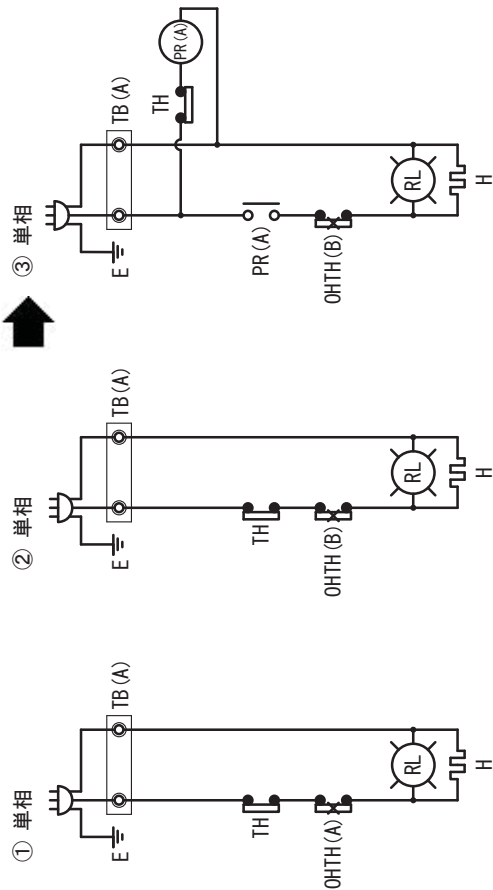 ① 単相
TB(A)
E
TH
OHTH(A)
RL
H
② 単相
TB(A)
E
TH
OHTH(B)
RL
H
③ 単相
TB(A)
E
TH
PR(A)
PR(A)
OHTH(B)
RL
H